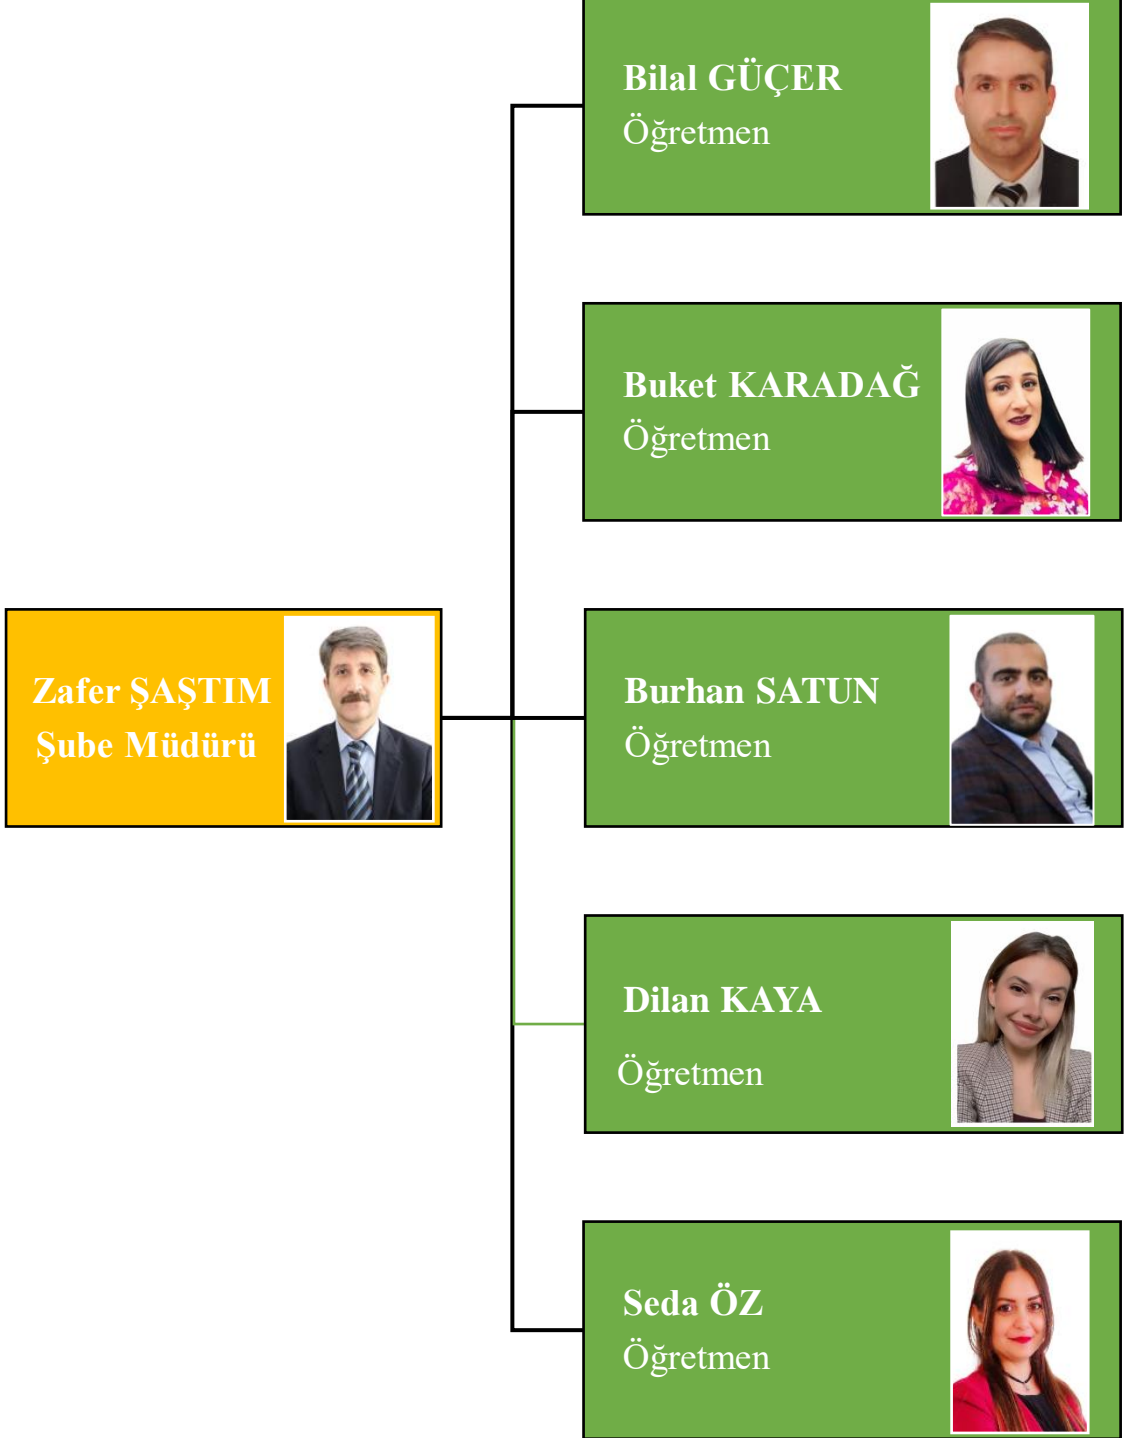 Bilal GÜÇER
Öğretmen
Buket KARADAĞ
Öğretmen
Zafer ŞAŞTIM
Şube Müdürü
Burhan SATUN
Öğretmen
Dilan KAYA
Öğretmen
Seda ÖZ
Öğretmen